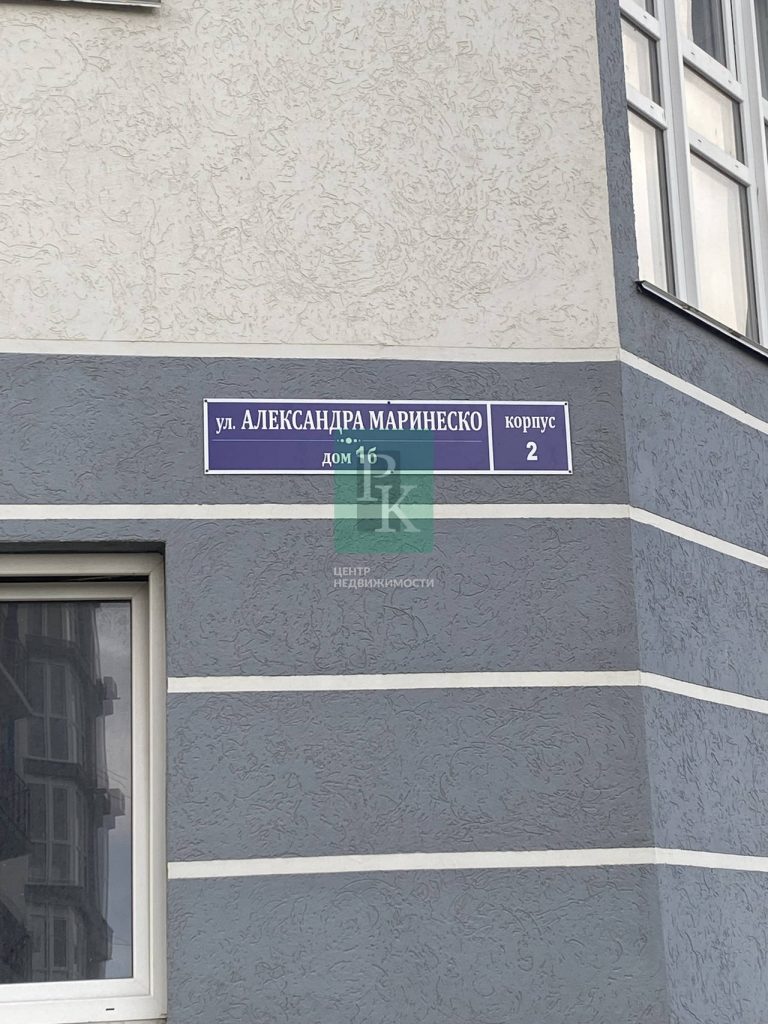 ул. АЛЕКСАНДРА МАРИНЕСКО
дом 1б
корпус
2
РК
ЦЕНТР
НЕДВИЖИМОСТИ